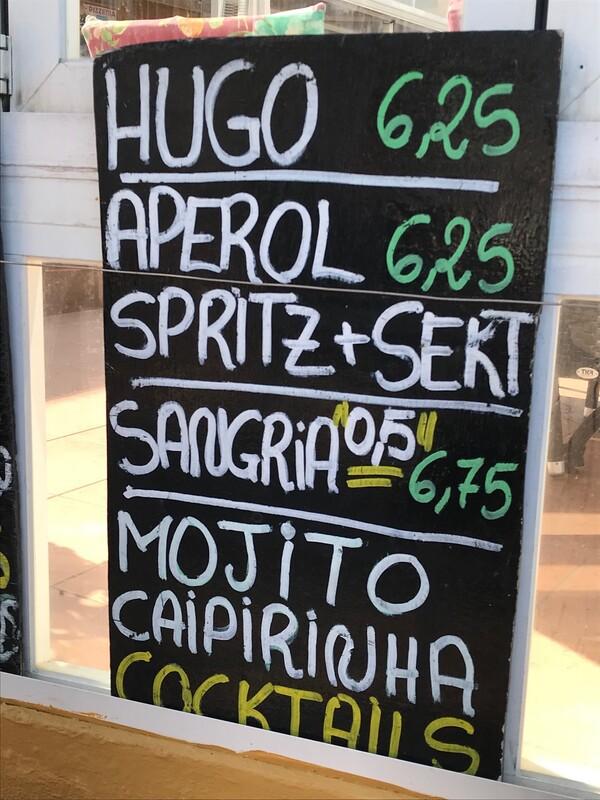 HUGO 6,25
APEROL 6,25
SPRITZ+SEKT
SANGRIA "0,5" 6,75
MOJITO
CAIPIRINHA
COCKTAILS